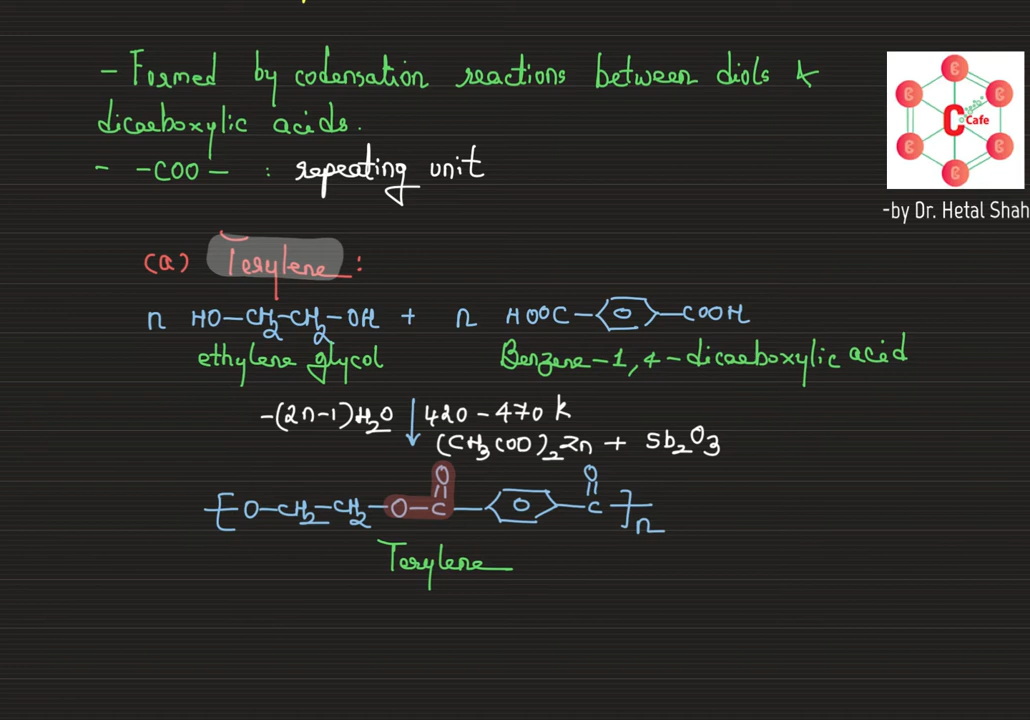 - Formed by codensation reactions between diols &
dicarboxylic acids.
- -COO- : repeating unit
C
Cafe
-by Dr. Hetal Shah
(a) Terylene :
n HO-CH2-CH2-OH + n HOOC-⌬-COOH
ethylene glycol Benzene-1,4-dicarboxylic acid
-(2n-1)H2O ↓ 420-470 K
(CH3COO)2Zn + Sb2O3
O O
[O-CH2-CH2-O-C-⌬-C]n
Terylene